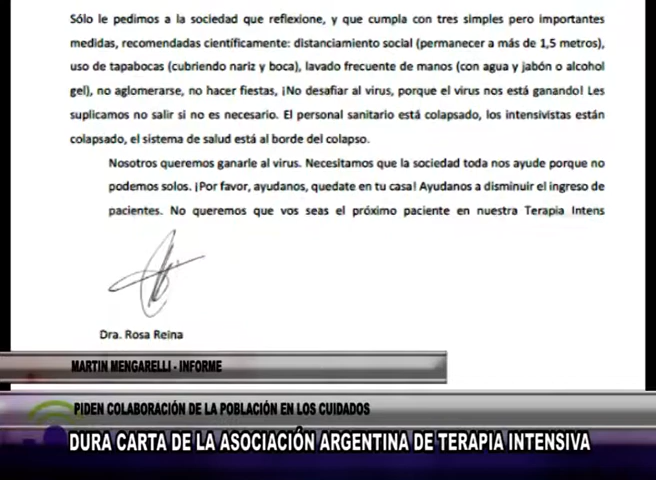 Sólo le pedimos a la sociedad que reflexione, y que cumpla con tres simples pero importantes
medidas, recomendadas científicamente: distanciamiento social (permanecer a más de 1,5 metros),
uso de tapabocas (cubriendo nariz y boca), lavado frecuente de manos (con agua y jabón o alcohol
gel), no aglomerarse, no hacer fiestas, ¡No desafiar al virus, porque el virus nos está ganando! Les
suplicamos no salir si no es necesario. El personal sanitario está colapsado, los intensivistas están
colapsado, el sistema de salud está al borde del colapso.
Nosotros queremos ganarle al virus. Necesitamos que la sociedad toda nos ayude porque no
podemos solos. ¡Por favor, ayudanos, quedate en tu casa! Ayudanos a disminuir el ingreso de
pacientes. No queremos que vos seas el próximo paciente en nuestra Terapia Intens
Dra. Rosa Reina
MARTIN MENGARELLI - INFORME
PIDEN COLABORACIÓN DE LA POBLACIÓN EN LOS CUIDADOS
DURA CARTA DE LA ASOCIACIÓN ARGENTINA DE TERAPIA INTENSIVA